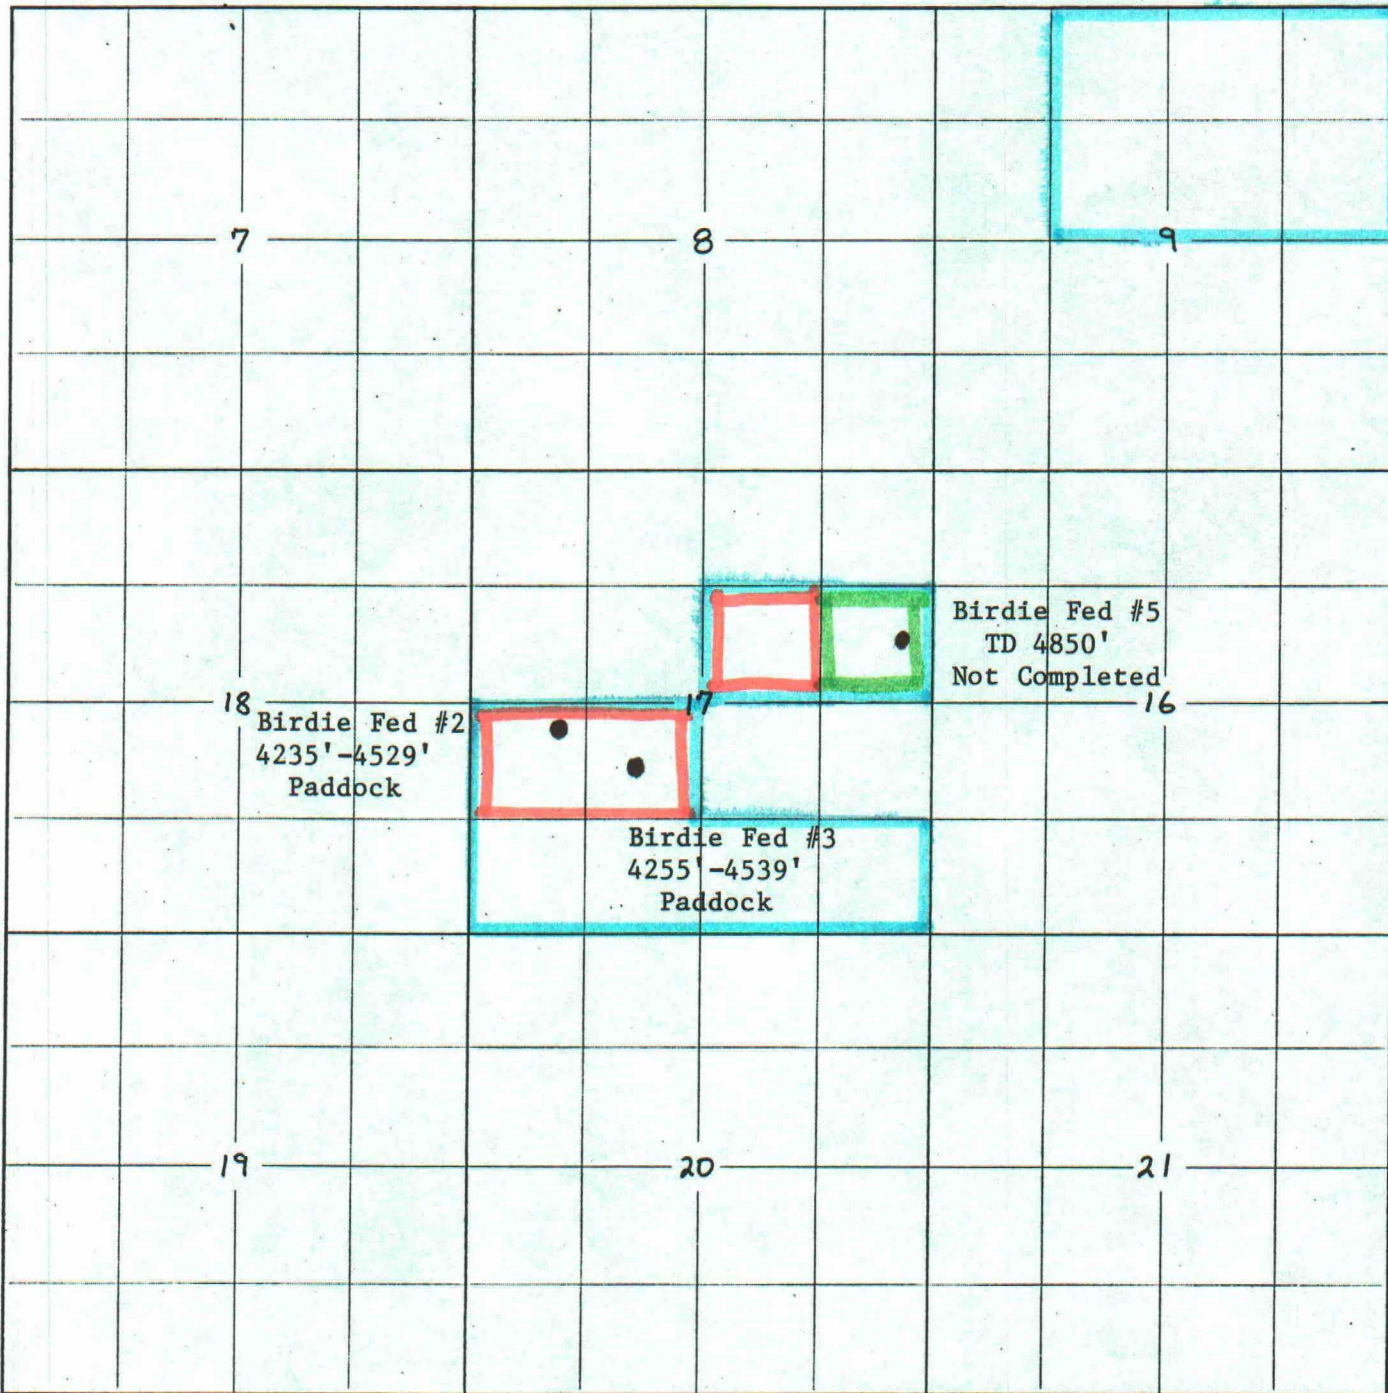 7
8
9
Birdie Fed #5
TD 4850'
Not Completed
18
17
16
Birdie Fed #2
4235'-4529'
Paddock
Birdie Fed #3
4255'-4539'
Paddock
19
20
21